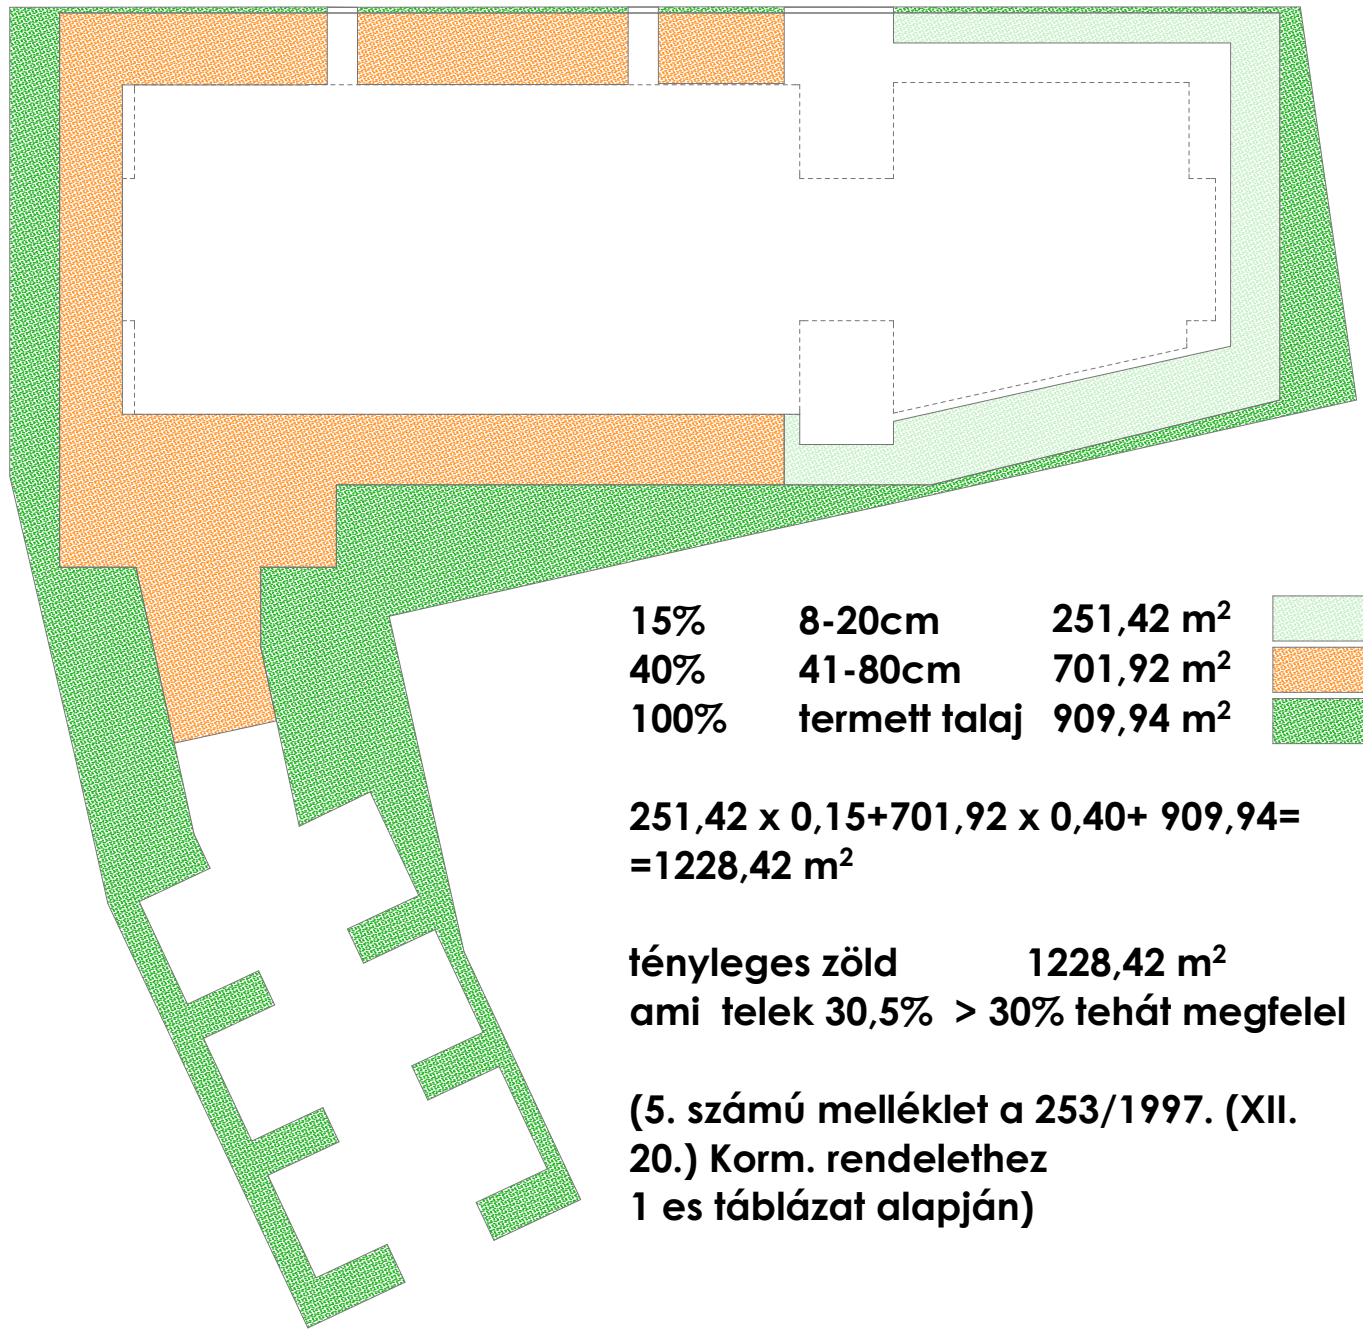 15% 8-20cm 251,42 m²
40% 41-80cm 701,92 m²
100% termett talaj 909,94 m²
251,42 x 0,15+701,92 x 0,40+ 909,94=
=1228,42 m²
tényleges zöld 1228,42 m²
ami telek 30,5% > 30% tehát megfelel
(5. számú melléklet a 253/1997. (XII.
20.) Korm. rendelethez
1 es táblázat alapján)